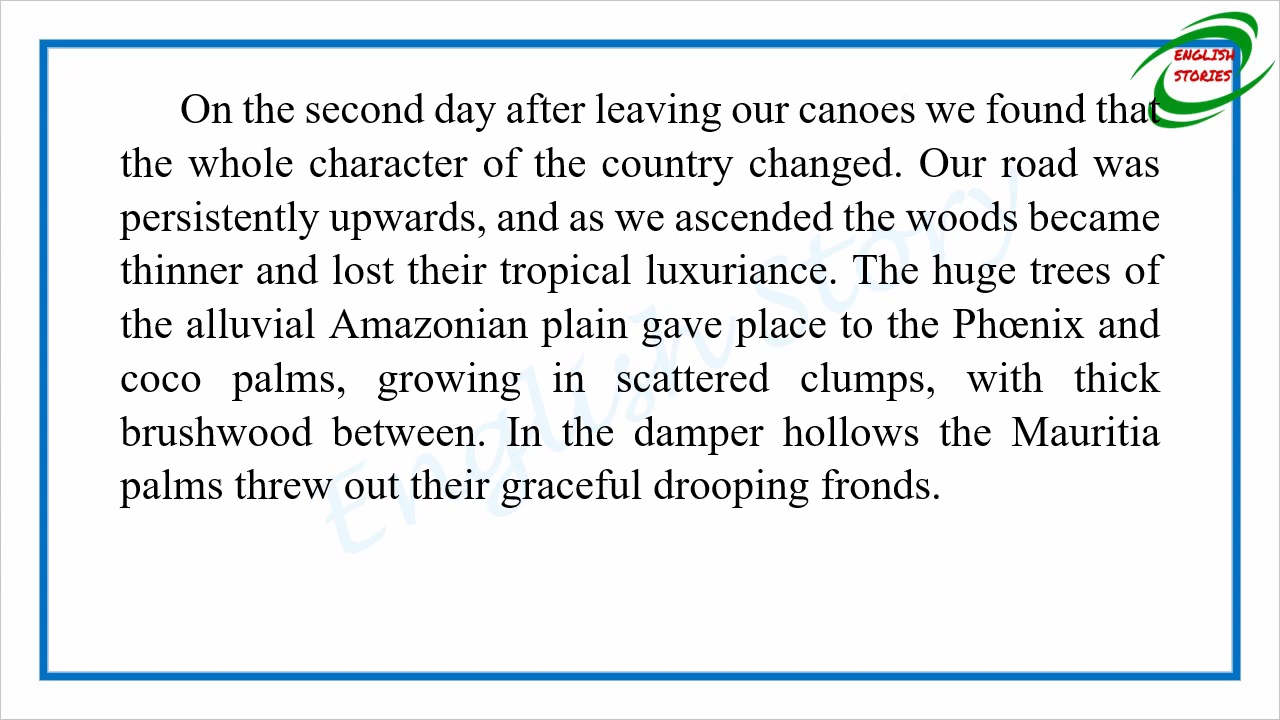 ENGLISH
STORIES
On the second day after leaving our canoes we found that
the whole character of the country changed. Our road was
persistently upwards, and as we ascended the woods became
thinner and lost their tropical luxuriance. The huge trees of
the alluvial Amazonian plain gave place to the Phœnix and
coco palms, growing in scattered clumps, with thick
brushwood between. In the damper hollows the Mauritia
palms threw out their graceful drooping fronds.
English Story